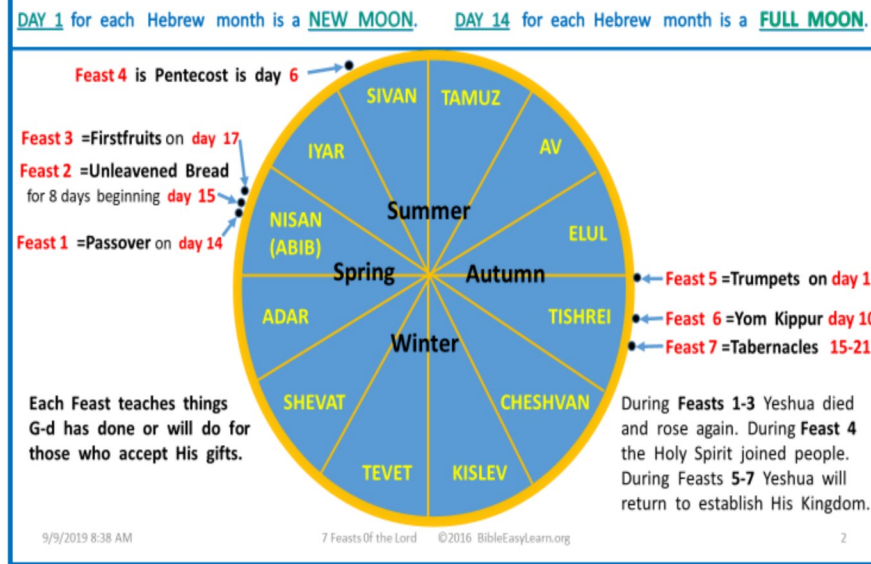 DAY 1 for each Hebrew month is a NEW MOON. DAY 14 for each Hebrew month is a FULL MOON.
Feast 4 is Pentecost is day 6
Feast 3 =Firstfruits on day 17
Feast 2 =Unleavened Bread
for 8 days beginning day 15
Feast 1 =Passover on day 14
SIVAN
TAMUZ
IYAR
AV
NISAN
(ABIB)
ELUL
Summer
Spring
Autumn
Winter
ADAR
TISHREI
SHEVAT
CHESHVAN
TEVET
KISLEV
Feast 5 =Trumpets on day 1
Feast 6 =Yom Kippur day 10
Feast 7 =Tabernacles 15-21
Each Feast teaches things
G-d has done or will do for
those who accept His gifts.
During Feasts 1-3 Yeshua died
and rose again. During Feast 4
the Holy Spirit joined people.
During Feasts 5-7 Yeshua will
return to establish His Kingdom.
9/9/2019 8:38 AM
7 Feasts 0f the Lord ©2016 BibleEasyLearn.org
2